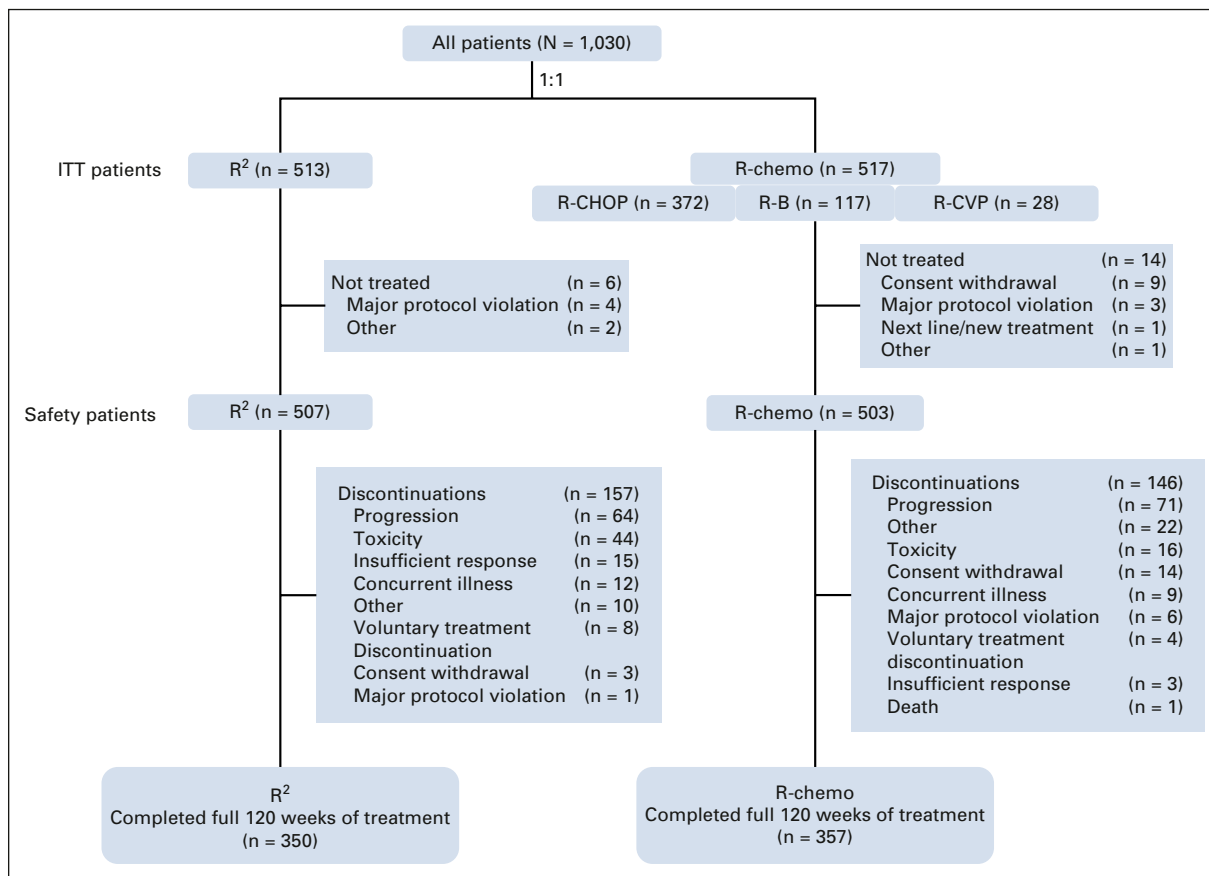 All patients (N = 1,030)
1:1
ITT patients
R² (n = 513)
R-chemo (n = 517)
R-CHOP (n = 372)
R-B (n = 117)
R-CVP (n = 28)
Not treated (n = 6)
Major protocol violation (n = 4)
Other (n = 2)
Not treated (n = 14)
Consent withdrawal (n = 9)
Major protocol violation (n = 3)
Next line/new treatment (n = 1)
Other (n = 1)
Safety patients
R² (n = 507)
R-chemo (n = 503)
Discontinuations (n = 157)
Progression (n = 64)
Toxicity (n = 44)
Insufficient response (n = 15)
Concurrent illness (n = 12)
Other (n = 10)
Voluntary treatment (n = 8)
Discontinuation
Consent withdrawal (n = 3)
Major protocol violation (n = 1)
Discontinuations (n = 146)
Progression (n = 71)
Other (n = 22)
Toxicity (n = 16)
Consent withdrawal (n = 14)
Concurrent illness (n = 9)
Major protocol violation (n = 6)
Voluntary treatment (n = 4)
discontinuation
Insufficient response (n = 3)
Death (n = 1)
R²
Completed full 120 weeks of treatment
(n = 350)
R-chemo
Completed full 120 weeks of treatment
(n = 357)